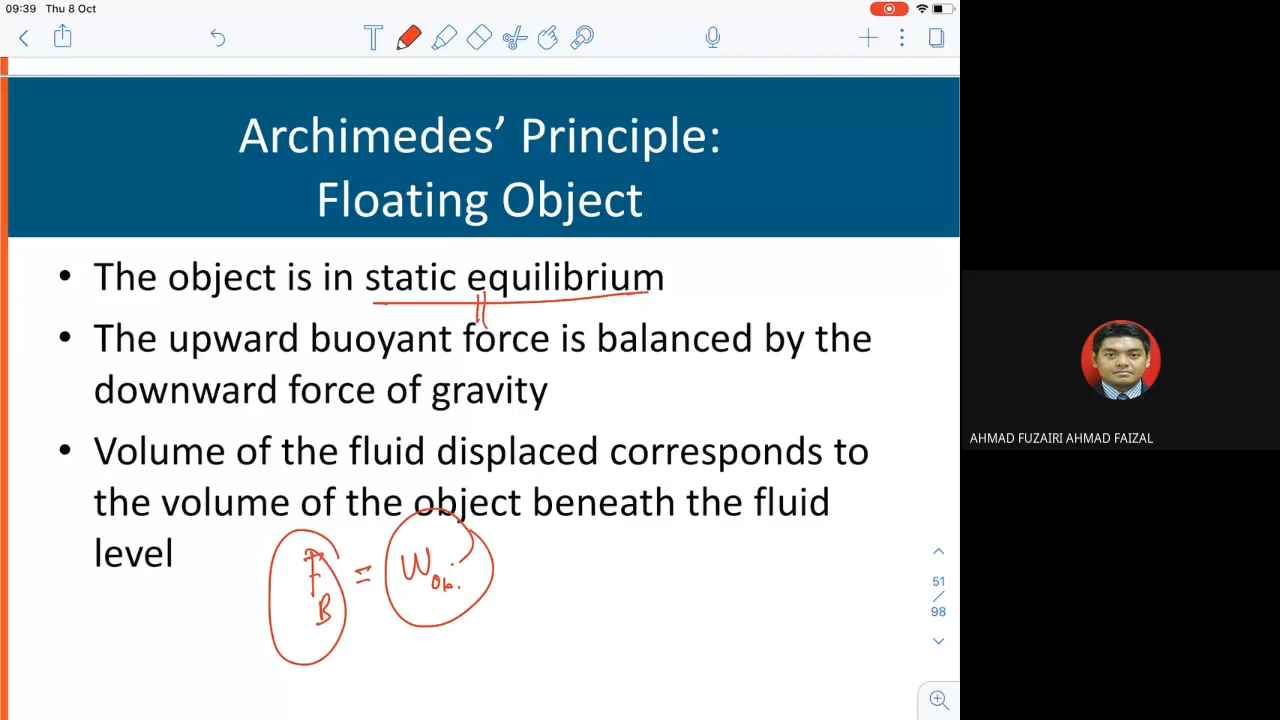 09:39 Thu 8 Oct
T
Archimedes’ Principle:
Floating Object
• The object is in static equilibrium
• The upward buoyant force is balanced by the
downward force of gravity
• Volume of the fluid displaced corresponds to
the volume of the object beneath the fluid
level
F_B = W_ob.
51
/
98
AHMAD FUZAIRI AHMAD FAIZAL